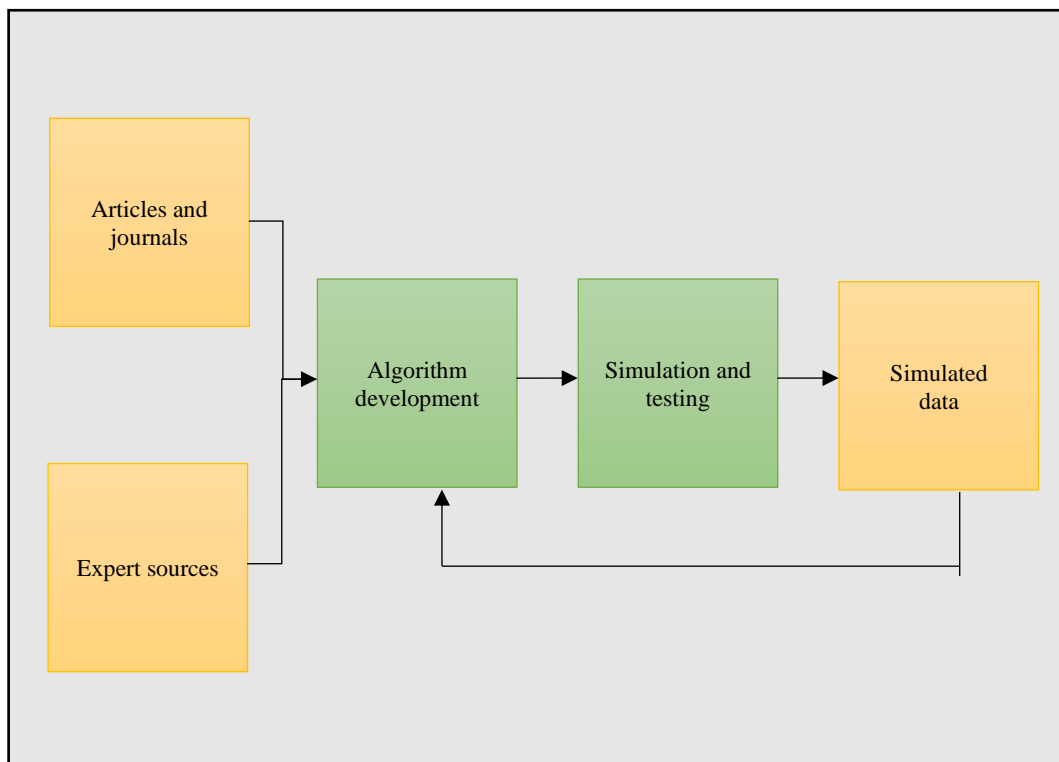 Articles and
journals
Expert sources
Algorithm
development
Simulation and
testing
Simulated
data